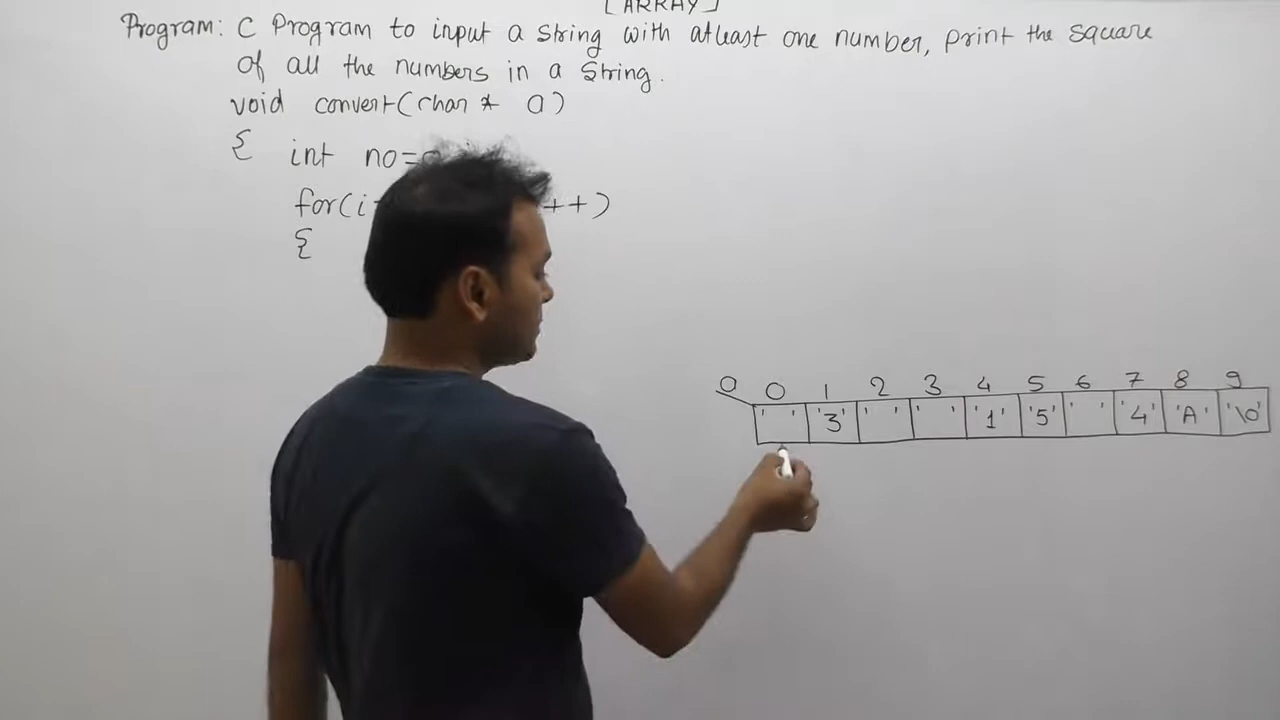 [ARRAY]
Program: C Program to input a String with atleast one number, print the square
of all the numbers in a String.
void convert(char * a)
{ int no=
for(i ++)
{
a 0 1 2 3 4 5 6 7 8 9
' ' '3' ' ' ' ' '1' '5' ' ' '4' 'A' '\0'